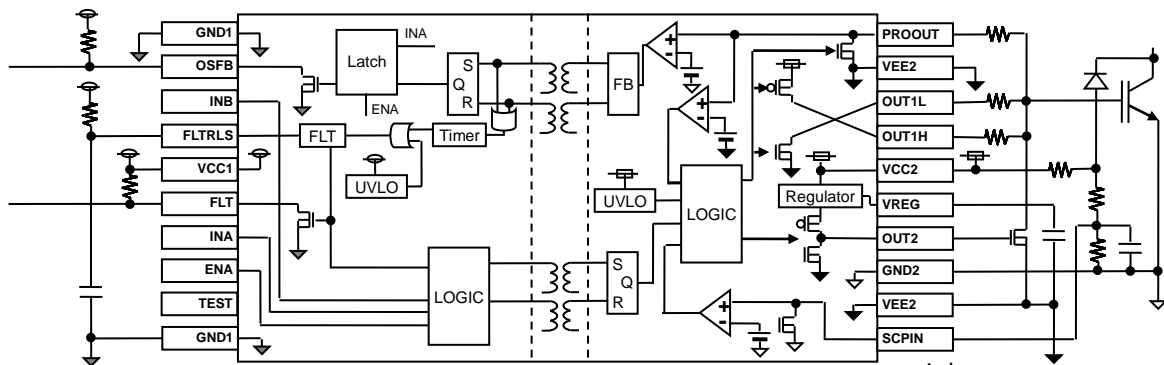 GND1
OSFB
INB
FLTRLS
VCC1
FLT
INA
ENA
TEST
GND1
Latch
INA
ENA
S
Q
R
FLT
Timer
UVLO
LOGIC
FB
S
Q
R
UVLO
LOGIC
Regulator
PROOUT
VEE2
OUT1L
OUT1H
VCC2
VREG
OUT2
GND2
VEE2
SCPIN